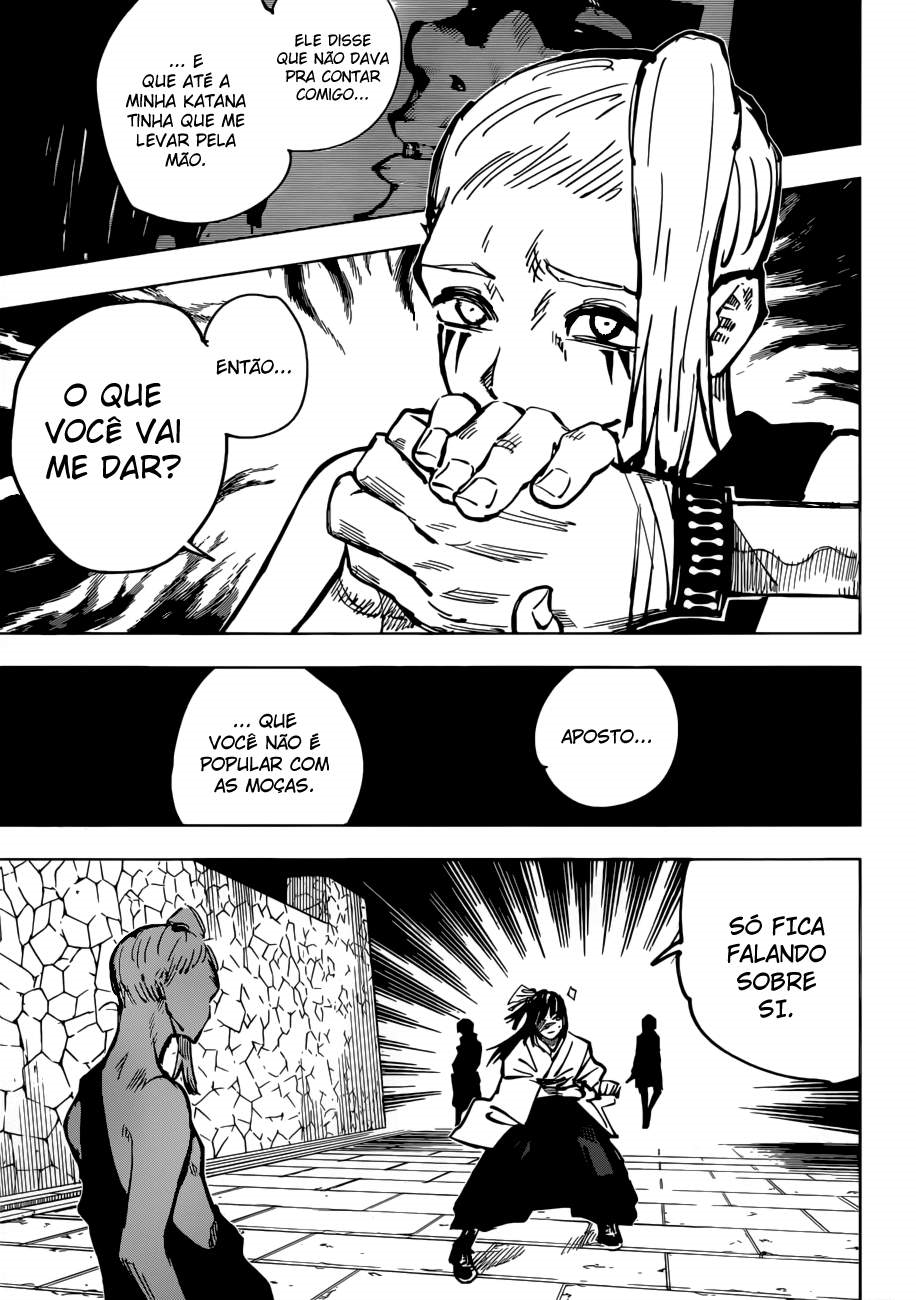 ELE DISSE
QUE NÃO DAVA
PRA CONTAR
COMIGO...
... E
QUE ATÉ A
MINHA KATANA
TINHA QUE ME
LEVAR PELA
MÃO.
ENTÃO...
O QUE
VOCÊ VAI
ME DAR?
APOSTO...
... QUE
VOCÊ NÃO É
POPULAR COM
AS MOÇAS.
SÓ FICA
FALANDO
SOBRE
SI.